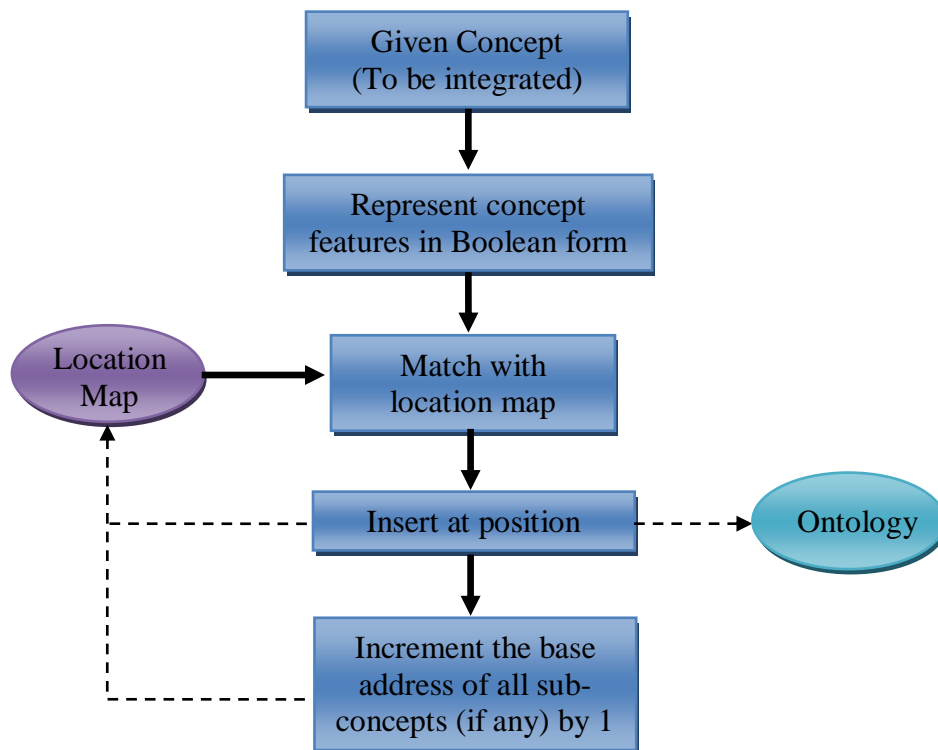 Given Concept
(To be integrated)
Represent concept
features in Boolean form
Location
Map
Match with
location map
Insert at position
Ontology
Increment the base
address of all sub-
concepts (if any) by 1